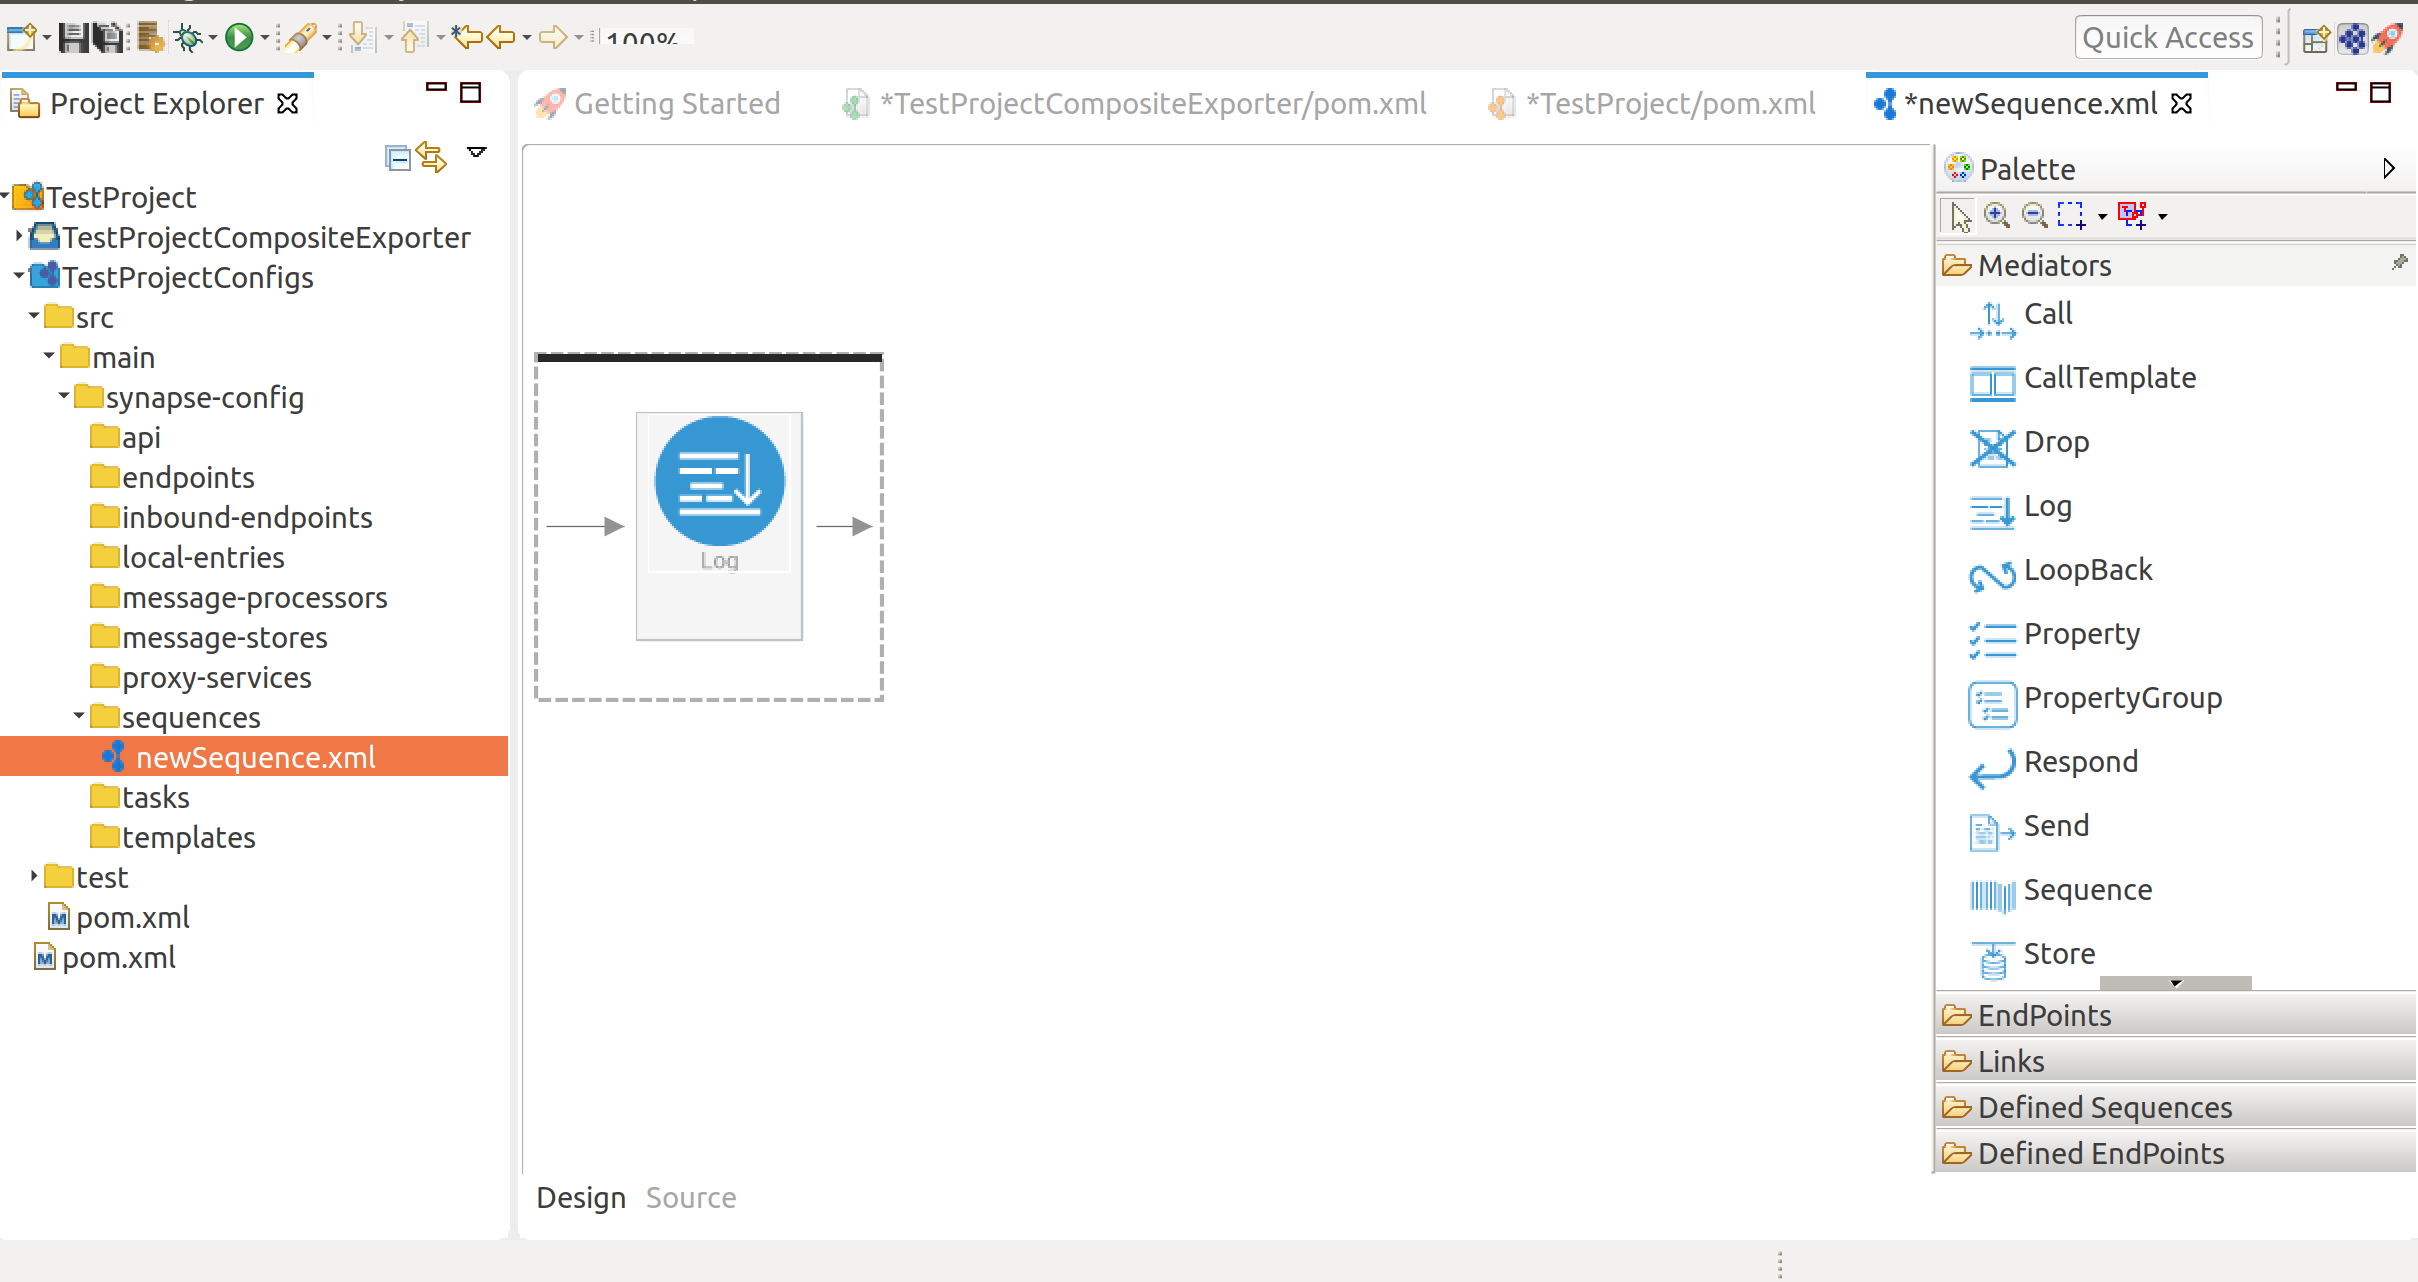 100%
Quick Access
Project Explorer
Getting Started
*TestProjectCompositeExporter/pom.xml
*TestProject/pom.xml
*newSequence.xml
TestProject
TestProjectCompositeExporter
TestProjectConfigs
src
main
synapse-config
api
endpoints
inbound-endpoints
local-entries
message-processors
message-stores
proxy-services
sequences
newSequence.xml
tasks
templates
test
pom.xml
pom.xml
Log
Design Source
Palette
Mediators
Call
CallTemplate
Drop
Log
LoopBack
Property
PropertyGroup
Respond
Send
Sequence
Store
EndPoints
Links
Defined Sequences
Defined EndPoints